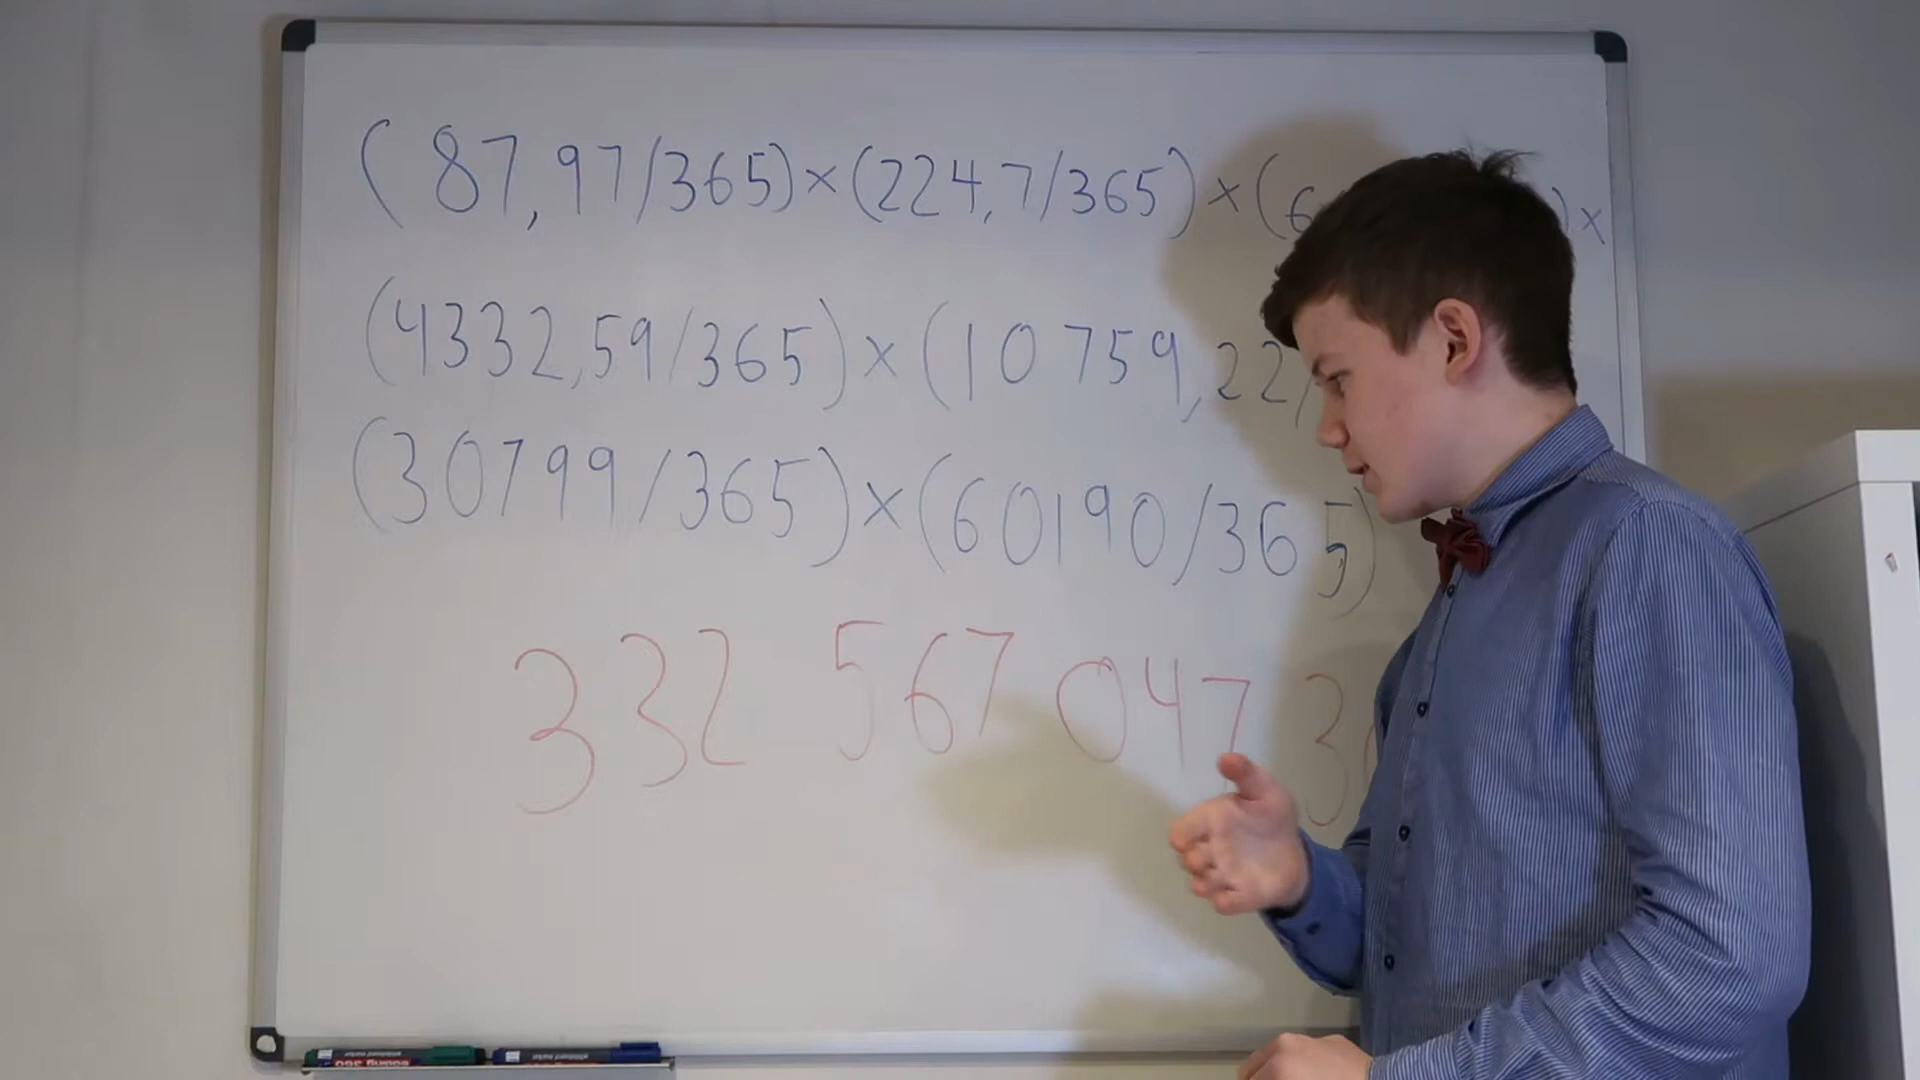 (87,97/365)×(224,7/365)×(6 )×
(4332,59/365)×(10759,22/
(30799/365)×(60190/365)
332 567 047 3